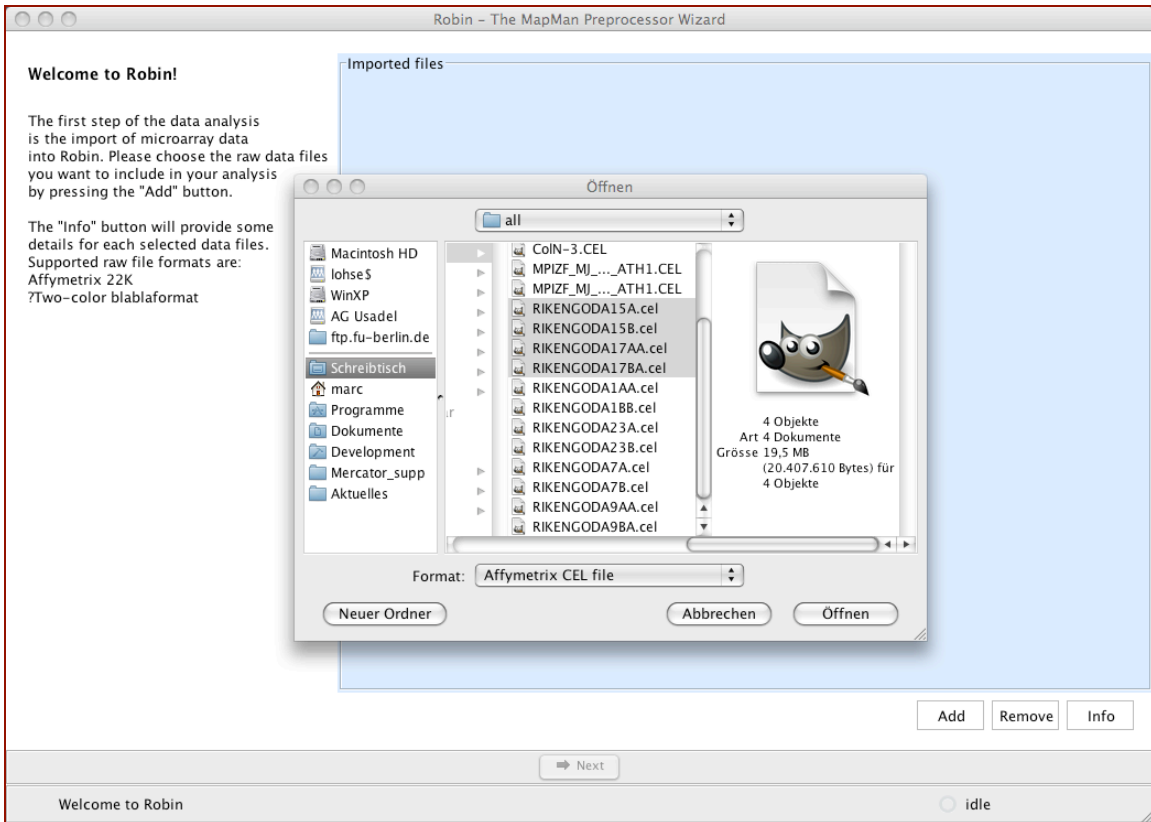 Robin – The MapMan Preprocessor Wizard
Welcome to Robin!
The first step of the data analysis
is the import of microarray data
into Robin. Please choose the raw data files
you want to include in your analysis
by pressing the "Add" button.
The "Info" button will provide some
details for each selected data files.
Supported raw file formats are:
Affymetrix 22K
?Two-color blablaformat
Imported files
Öffnen
all
Macintosh HD
lohse$
WinXP
AG Usadel
ftp.fu-berlin.de
Schreibtisch
marc
Programme
Dokumente
Development
Mercator_supp
Aktuelles
ColN-3.CEL
MPIZF_MJ_..._ATH1.CEL
MPIZF_MJ_..._ATH1.CEL
RIKENGODA15A.cel
RIKENGODA15B.cel
RIKENGODA17AA.cel
RIKENGODA17BA.cel
RIKENGODA1AA.cel
RIKENGODA1BB.cel
RIKENGODA23A.cel
RIKENGODA23B.cel
RIKENGODA7A.cel
RIKENGODA7B.cel
RIKENGODA9AA.cel
RIKENGODA9BA.cel
4 Objekte
Art 4 Dokumente
Grösse 19,5 MB
(20.407.610 Bytes) für
4 Objekte
Format: Affymetrix CEL file
Neuer Ordner
Abbrechen
Öffnen
Add
Remove
Info
Next
Welcome to Robin
idle